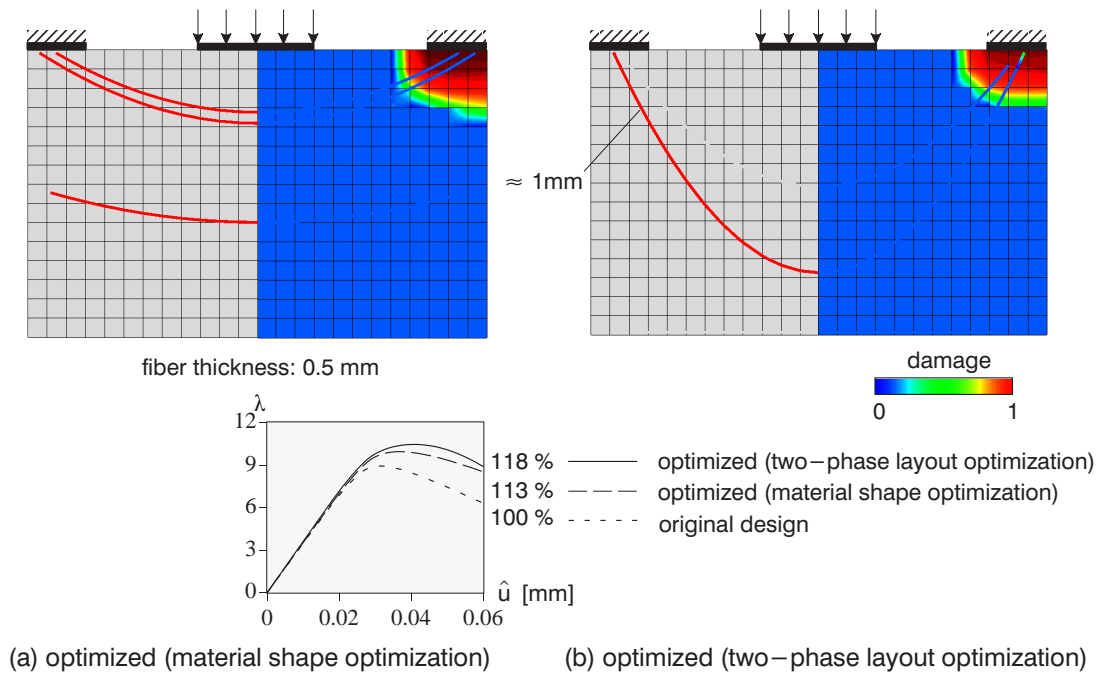 ≈ 1mm
fiber thickness: 0.5 mm
damage
0 1
λ
12
9
6
3
0
0 0.02 0.04 0.06
û [mm]
118 % optimized (two−phase layout optimization)
113 % optimized (material shape optimization)
100 % original design
(a) optimized (material shape optimization)
(b) optimized (two−phase layout optimization)